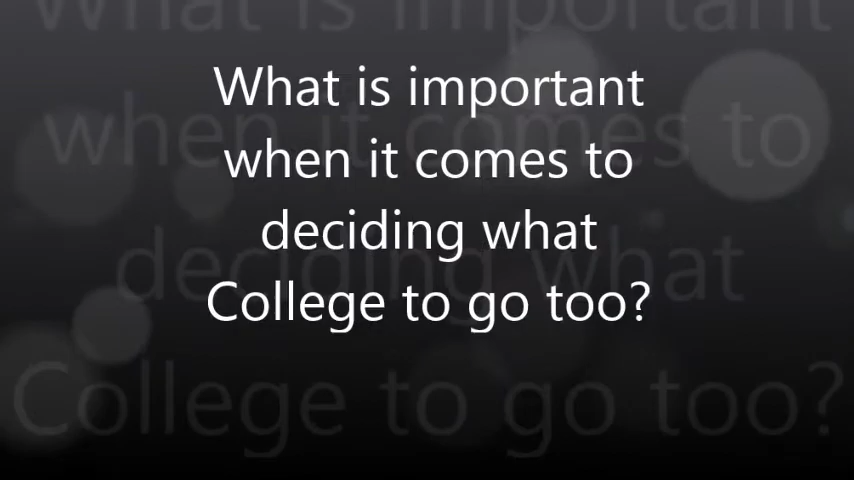 What is important
when it comes to
deciding what
College to go too?